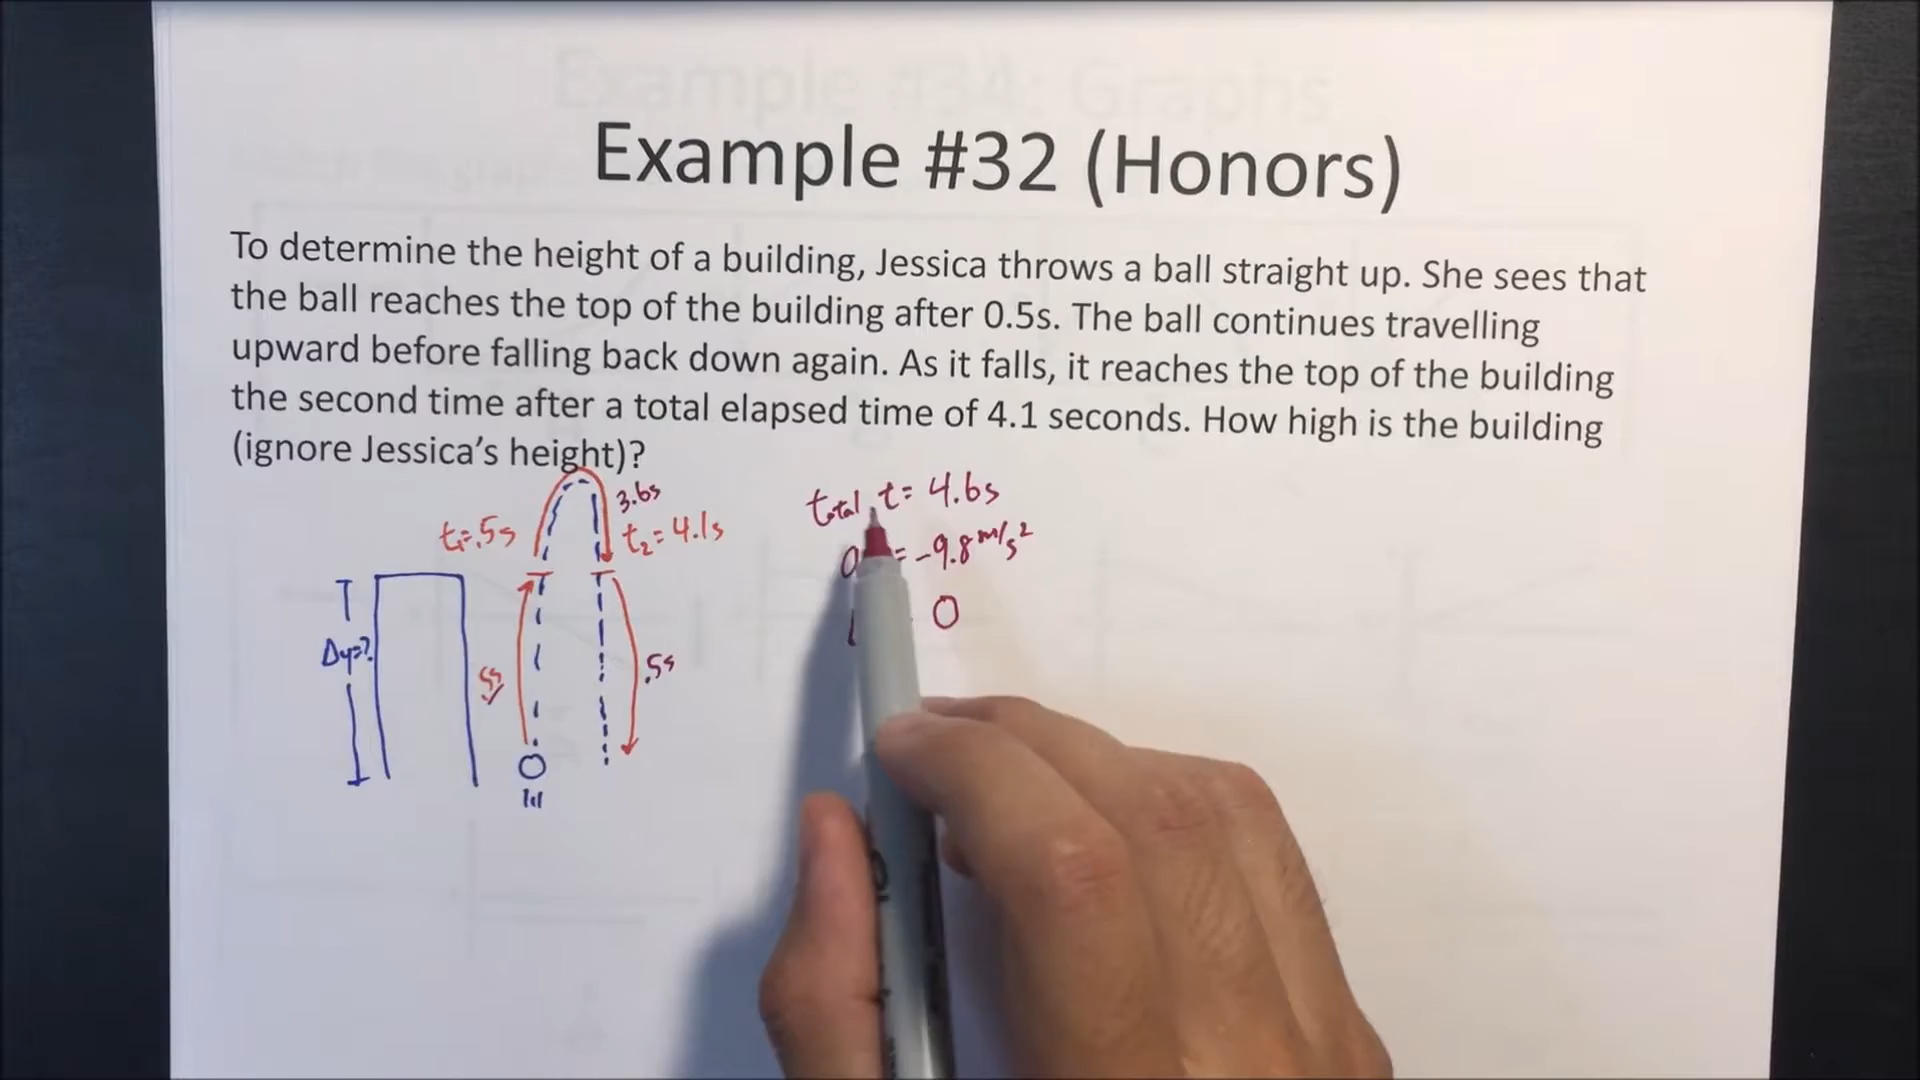 Example #34: Graphs
Example #32 (Honors)
To determine the height of a building, Jessica throws a ball straight up. She sees that
the ball reaches the top of the building after 0.5s. The ball continues travelling
upward before falling back down again. As it falls, it reaches the top of the building
the second time after a total elapsed time of 4.1 seconds. How high is the building
(ignore Jessica's height)?
3.6s
t₁=.5s
t₂=4.1s
Δy=?
.5s
.5s
total t= 4.6s
= -9.8 m/s²
0